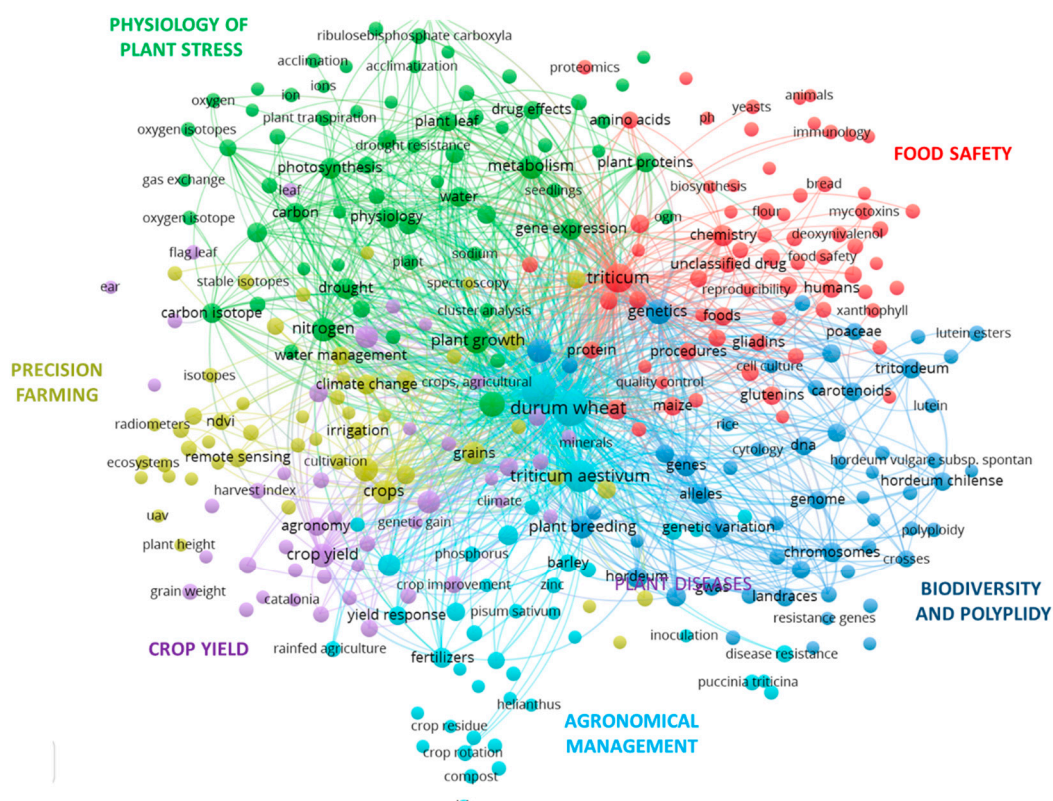 PHYSIOLOGY OF
PLANT STRESS
ribulosebisphosphate carboxyla
acclimation
acclimatization
proteomics
oxygen
ion
ions
drug effects
animals
yeasts
plant transpiration
plant leaf
amino acids
ph
immunology
oxygen isotopes
drought resistance
FOOD SAFETY
photosynthesis
metabolism
plant proteins
gas exchange
leaf
seedlings
biosynthesis
bread
water
oxygen isotope
carbon
physiology
gene expression
ogm
flour
mycotoxins
chemistry
deoxynivalenol
flag leaf
plant
sodium
unclassified drug
food safety
stable isotopes
spectroscopy
triticum
ear
drought
reproducibility
humans
carbon isotope
cluster analysis
genetics
foods
xanthophyll
nitrogen
plant growth
poaceae
lutein esters
water management
protein
procedures
gliadins
PRECISION
FARMING
isotopes
climate change
crops, agricultural
quality control
cell culture
tritordeum
glutenins
carotenoids
durum wheat
maize
lutein
radiometers
ndvi
irrigation
rice
minerals
cytology
dna
ecosystems
remote sensing
cultivation
grains
genes
hordeum vulgare subsp. spontan
harvest index
crops
triticum aestivum
hordeum chilense
alleles
genome
climate
uav
agronomy
genetic gain
plant breeding
genetic variation
polyploidy
plant height
crop yield
phosphorus
barley
chromosomes
crosses
hordeum
crop improvement
zinc
PLANT DISEASES
gwas
grain weight
catalonia
landraces
BIODIVERSITY
AND POLYPLIDY
yield response
pisum sativum
resistance genes
CROP YIELD
rainfed agriculture
inoculation
fertilizers
disease resistance
puccinia triticina
helianthus
crop residue
AGRONOMICAL
MANAGEMENT
crop rotation
compost